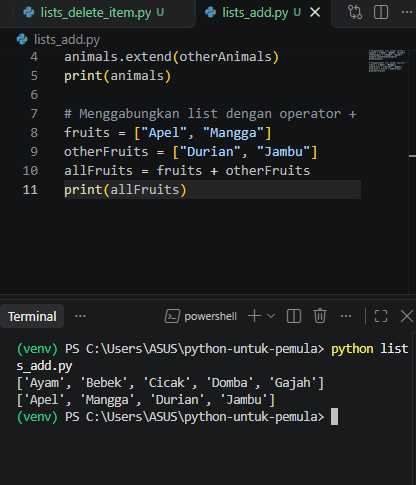 lists_delete_item.py U
lists_add.py U
lists_add.py
4 animals.extend(otherAnimals)
5 print(animals)
6
7 # Menggabungkan list dengan operator +
8 fruits = ["Apel", "Mangga"]
9 otherFruits = ["Durian", "Jambu"]
10 allFruits = fruits + otherFruits
11 print(allFruits)
Terminal
powershell
(venv) PS C:\Users\ASUS\python-untuk-pemula> python list
s_add.py
['Ayam', 'Bebek', 'Cicak', 'Domba', 'Gajah']
['Apel', 'Mangga', 'Durian', 'Jambu']
(venv) PS C:\Users\ASUS\python-untuk-pemula>